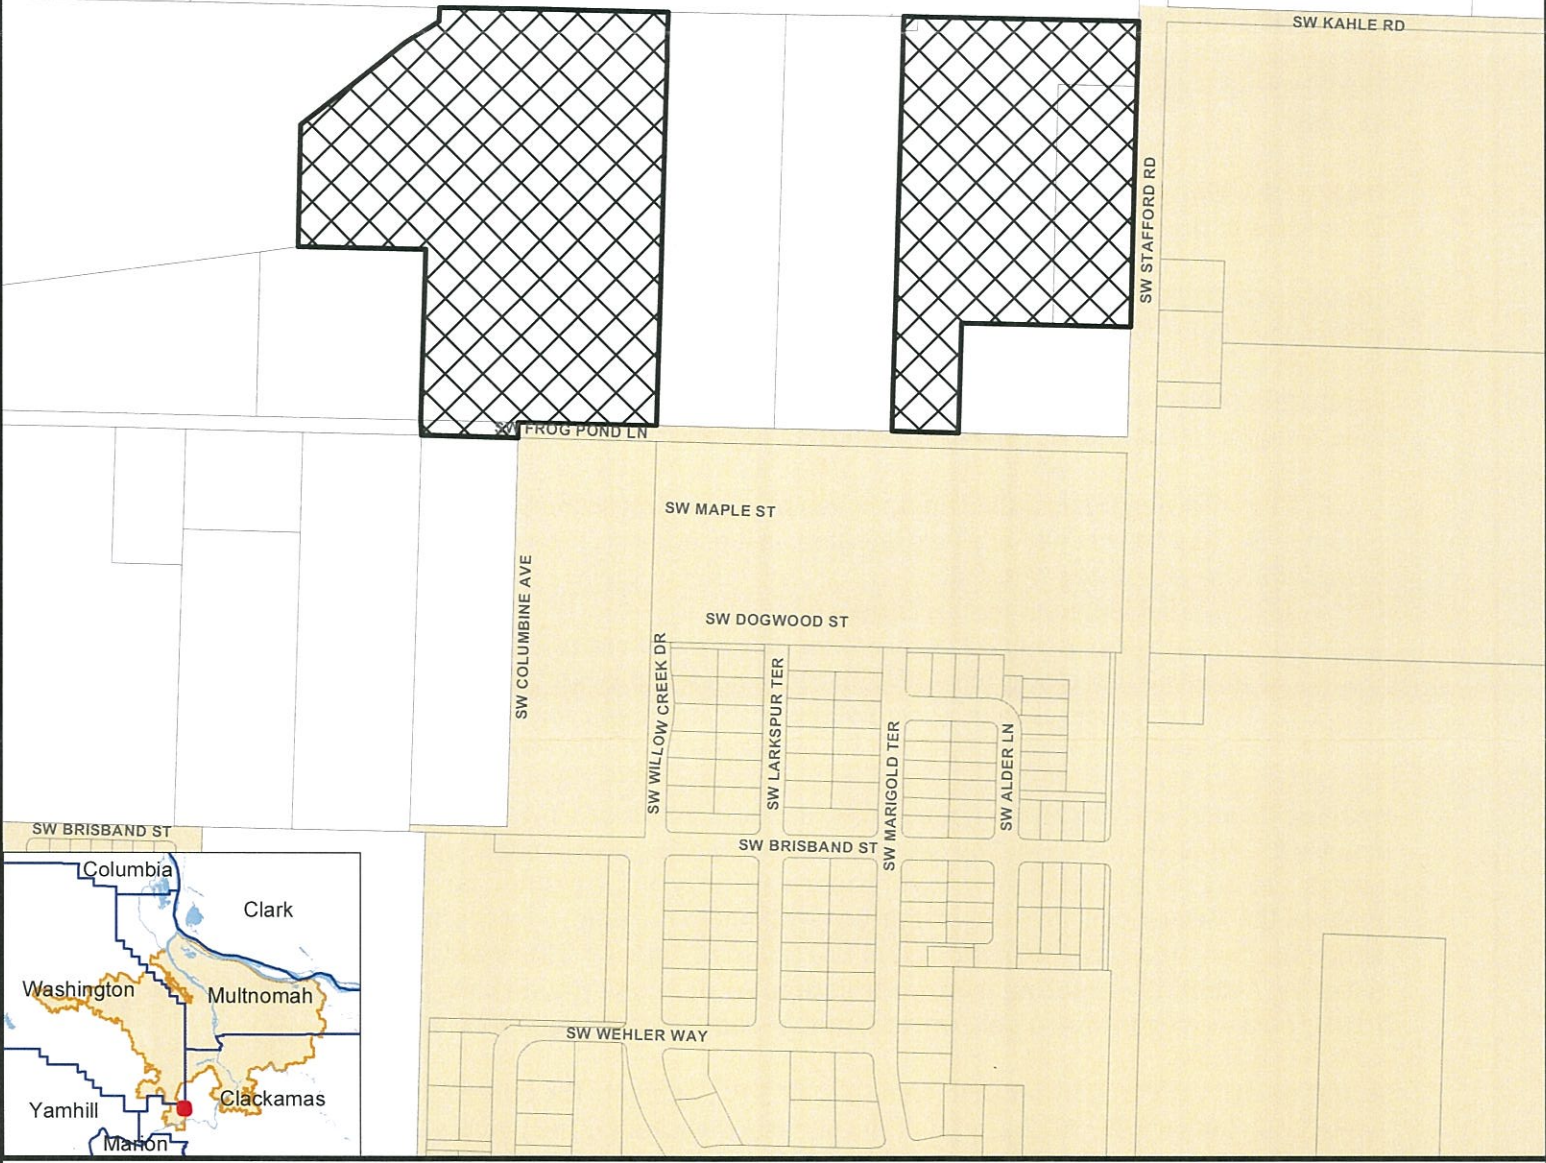 SW KAHLE RD
SW STAFFORD RD
SW FROG POND LN
SW MAPLE ST
SW COLUMBINE AVE
SW DOGWOOD ST
SW WILLOW CREEK DR
SW LARKSPUR TER
SW MARIGOLD TER
SW ALDER LN
SW BRISBAND ST
SW BRISBAND ST
SW WEHLER WAY
Columbia
Clark
Washington
Multnomah
Yamhill
Clackamas
Marion